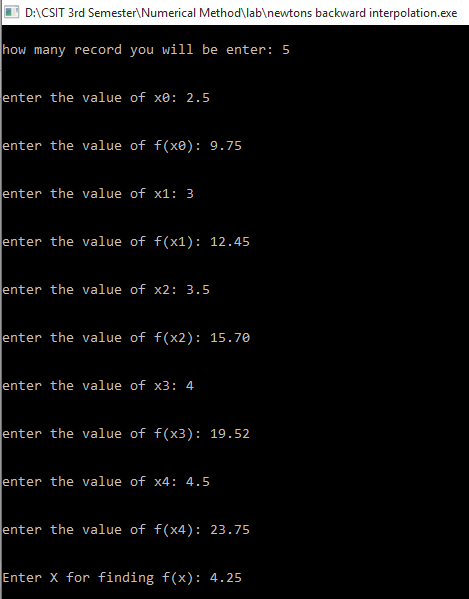 D:\CSIT 3rd Semester\Numerical Method\lab\newtons backward interpolation.exe
how many record you will be enter: 5
enter the value of x0: 2.5
enter the value of f(x0): 9.75
enter the value of x1: 3
enter the value of f(x1): 12.45
enter the value of x2: 3.5
enter the value of f(x2): 15.70
enter the value of x3: 4
enter the value of f(x3): 19.52
enter the value of x4: 4.5
enter the value of f(x4): 23.75
Enter X for finding f(x): 4.25